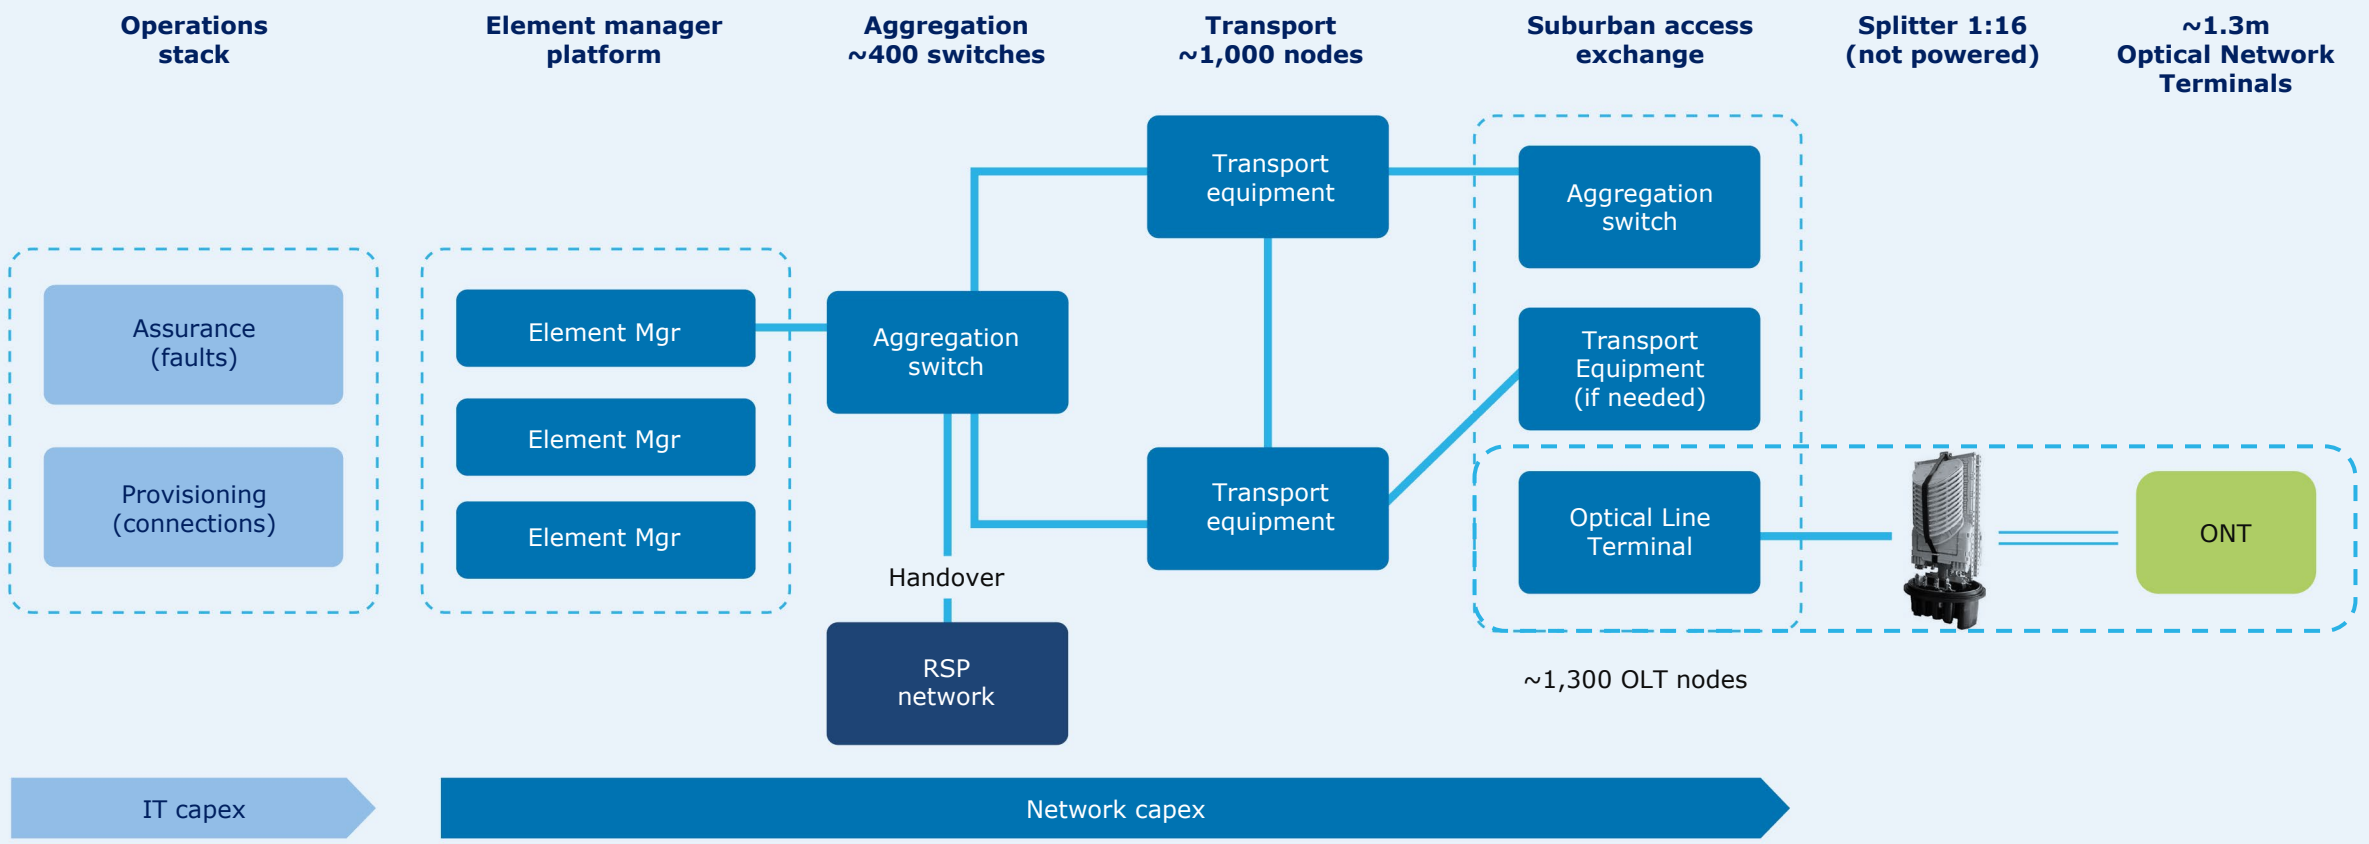 Operations
stack
Element manager
platform
Aggregation
~400 switches
Transport
~1,000 nodes
Suburban access
exchange
Splitter 1:16
(not powered)
~1.3m
Optical Network
Terminals
Assurance
(faults)
Provisioning
(connections)
Element Mgr
Element Mgr
Element Mgr
Aggregation
switch
Handover
RSP
network
Transport
equipment
Transport
equipment
Aggregation
switch
Transport
Equipment
(if needed)
Optical Line
Terminal
~1,300 OLT nodes
ONT
IT capex
Network capex